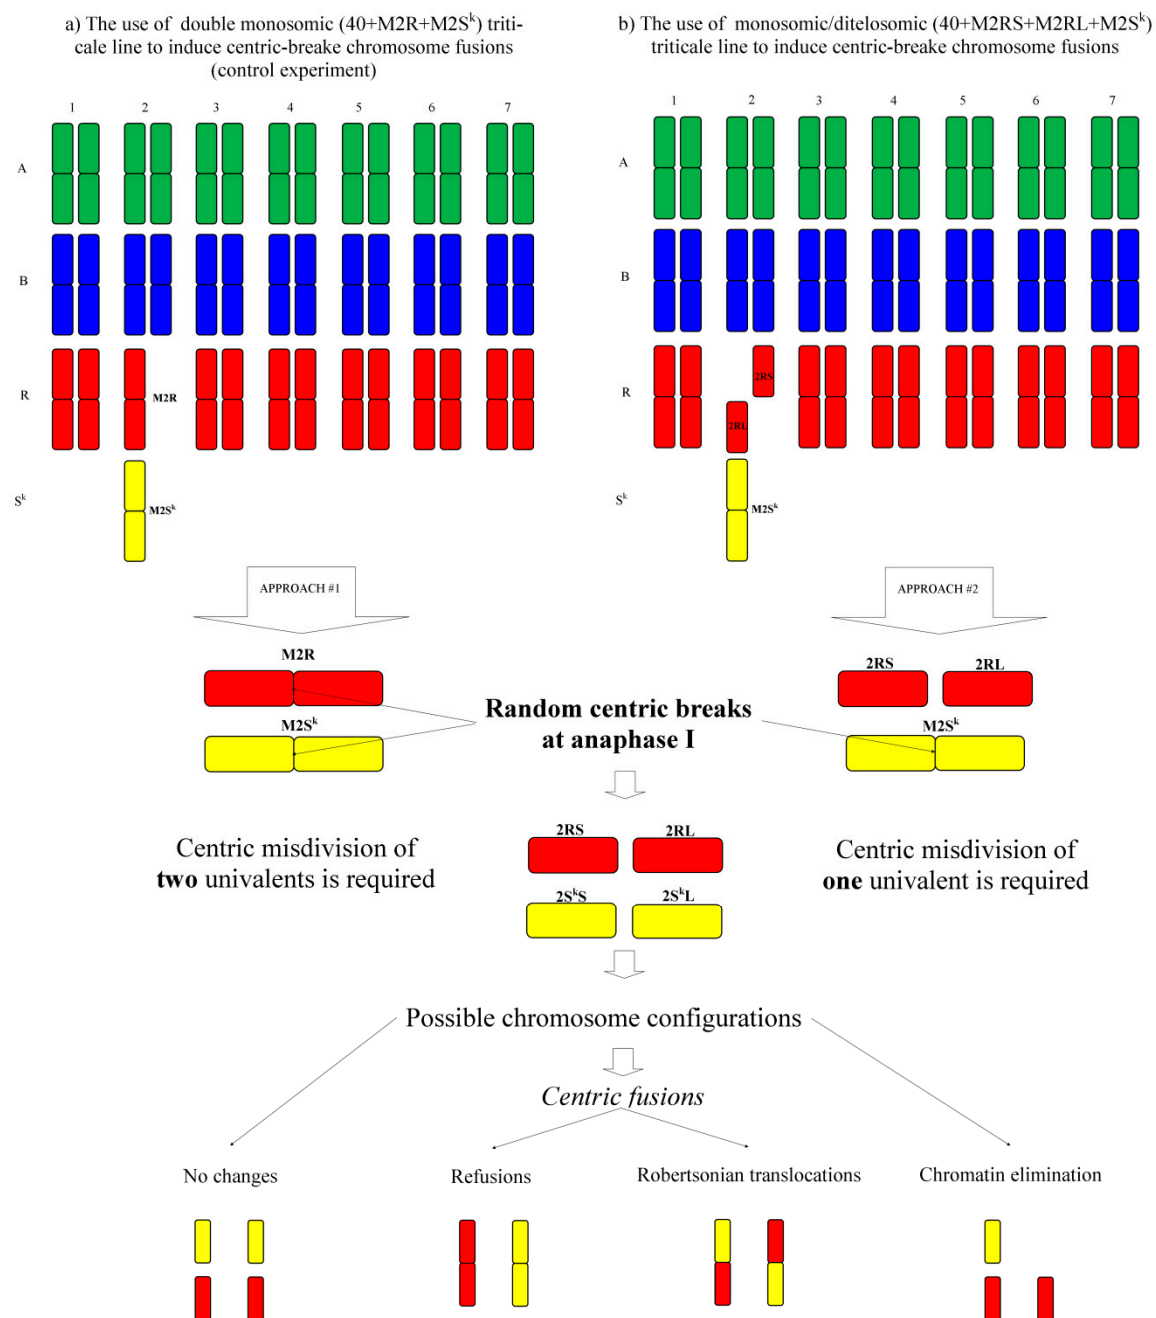 a) The use of double monosomic (40+M2R+M2Sᵏ) triti-
cale line to induce centric-breake chromosome fusions
(control experiment)
b) The use of monosomic/ditelosomic (40+M2RS+M2RL+M2Sᵏ)
triticale line to induce centric-breake chromosome fusions
1 2 3 4 5 6 7
1 2 3 4 5 6 7
A
A
B
B
R
M2R
R
2RS
2RL
Sᵏ
M2Sᵏ
Sᵏ
M2Sᵏ
APPROACH #1
APPROACH #2
M2R
M2Sᵏ
2RS 2RL
M2Sᵏ
Random centric breaks
at anaphase I
Centric misdivision of
two univalents is required
2RS 2RL
2SᵏS 2SᵏL
Centric misdivision of
one univalent is required
Possible chromosome configurations
Centric fusions
No changes
Refusions
Robertsonian translocations
Chromatin elimination